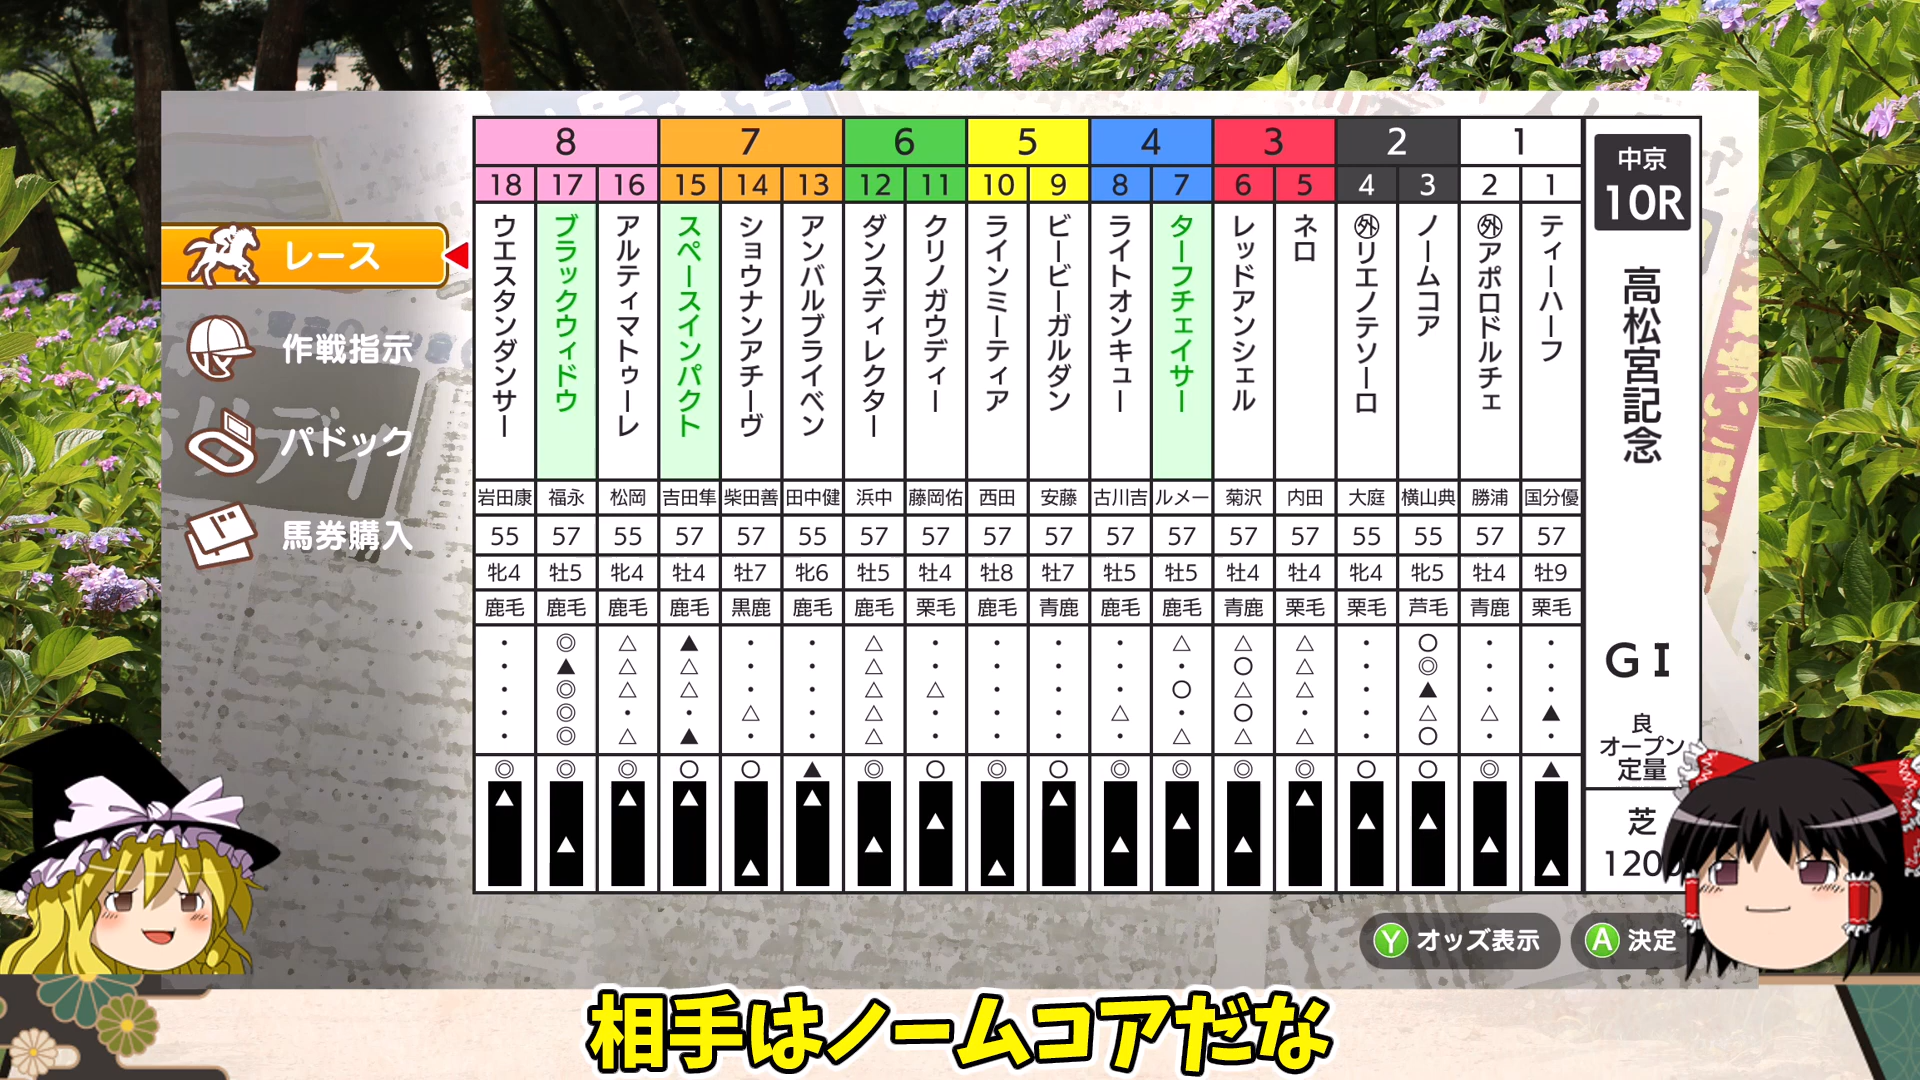 8 7 6 5 4 3 2 1
18 17 16 15 14 13 12 11 10 9 8 7 6 5 4 3 2 1
中京
10R
高松宮記念
GI
良
オープン
定量
芝
ティーハーフ
㊕アポロドルチェ
ノームコア
㊕リエノテソーロ
ネロ
レッドアンシェル
ターフチェイサー
ライトオンキュー
ビービーガルダン
ラインミーティア
クリノガウディー
ダンスディレクター
アンバルブライベン
ショウナンアチーヴ
スペースインパクト
アルティマトゥーレ
ブラックウィドウ
ウエスタンダンサー
岩田康 福永 松岡 吉田隼 柴田善 田中健 浜中 藤岡佑 西田 安藤 古川吉 ルメー 菊沢 内田 大庭 横山典 勝浦 国分優
55 57 55 57 57 55 57 57 57 57 57 57 57 57 55 55 57 57
牝4 牡5 牝4 牡4 牡7 牝6 牡5 牡4 牡8 牡7 牡5 牡5 牡4 牡4 牝4 牝5 牡4 牡9
鹿毛 鹿毛 鹿毛 鹿毛 黒鹿 鹿毛 鹿毛 栗毛 鹿毛 青鹿 鹿毛 鹿毛 青鹿 栗毛 栗毛 芦毛 青鹿 栗毛
レース
作戦指示
パドック
馬券購入
Y オッズ表示
A 決定
相手はノームコアだな